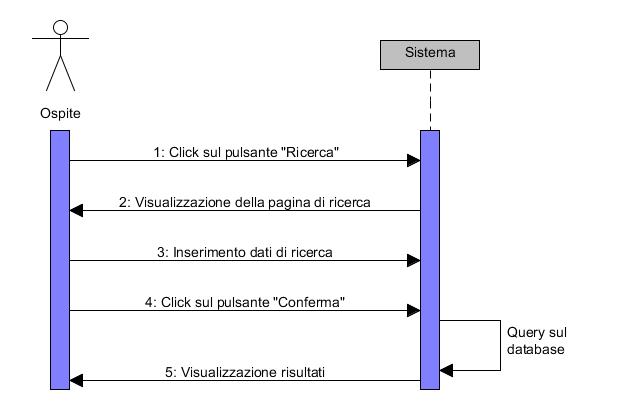 Sistema
Ospite
1: Click sul pulsante "Ricerca"
2: Visualizzazione della pagina di ricerca
3: Inserimento dati di ricerca
4: Click sul pulsante "Conferma"
Query sul
database
5: Visualizzazione risultati